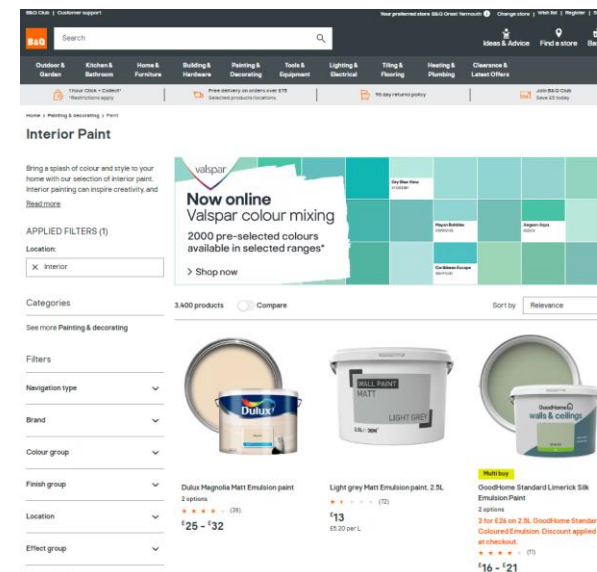 B&Q Club | Customer support
Your preferred store: B&Q Great Yarmouth
Change store | Wish list | Register |
B&Q
Search
Ideas & Advice
Find a store
Outdoor & Garden
Kitchen & Bathroom
Home & Furniture
Building & Hardware
Painting & Decorating
Tools & Equipment
Lighting & Electrical
Tiling & Flooring
Heating & Plumbing
Clearance & Latest Offers
1 Hour Click + Collect*
*Restrictions apply
Free delivery on orders over £75
Selected products/locations
90 day returns policy
Join B&Q Club
Save £5 today
Home > Painting & decorating > Paint
Interior Paint
Bring a splash of colour and style to your
home with our selection of interior paint.
Interior painting can inspire creativity, and
Read more
valspar
Now online
Valspar colour mixing
2000 pre-selected colours
available in selected ranges*
> Shop now
APPLIED FILTERS (1)
Location:
X Interior
Categories
See more Painting & decorating
3,400 products
Compare
Sort by
Relevance
Filters
Navigation type
Brand
Colour group
Finish group
Location
Effect group
Dulux
WALL PAINT
MATT
LIGHT GREY
GoodHome
walls & ceilings
Dulux Magnolia Matt Emulsion paint
2 options
(38)
£25 - £32
Light grey Matt Emulsion paint, 2.5L
(72)
£13
£5.20 per L
Multi buy
GoodHome Standard Limerick Silk
Emulsion Paint
2 options
2 for £26 on 2.5L GoodHome Standar
Coloured Emulsion. Discount applied
at checkout.
(11)
£16 - £21